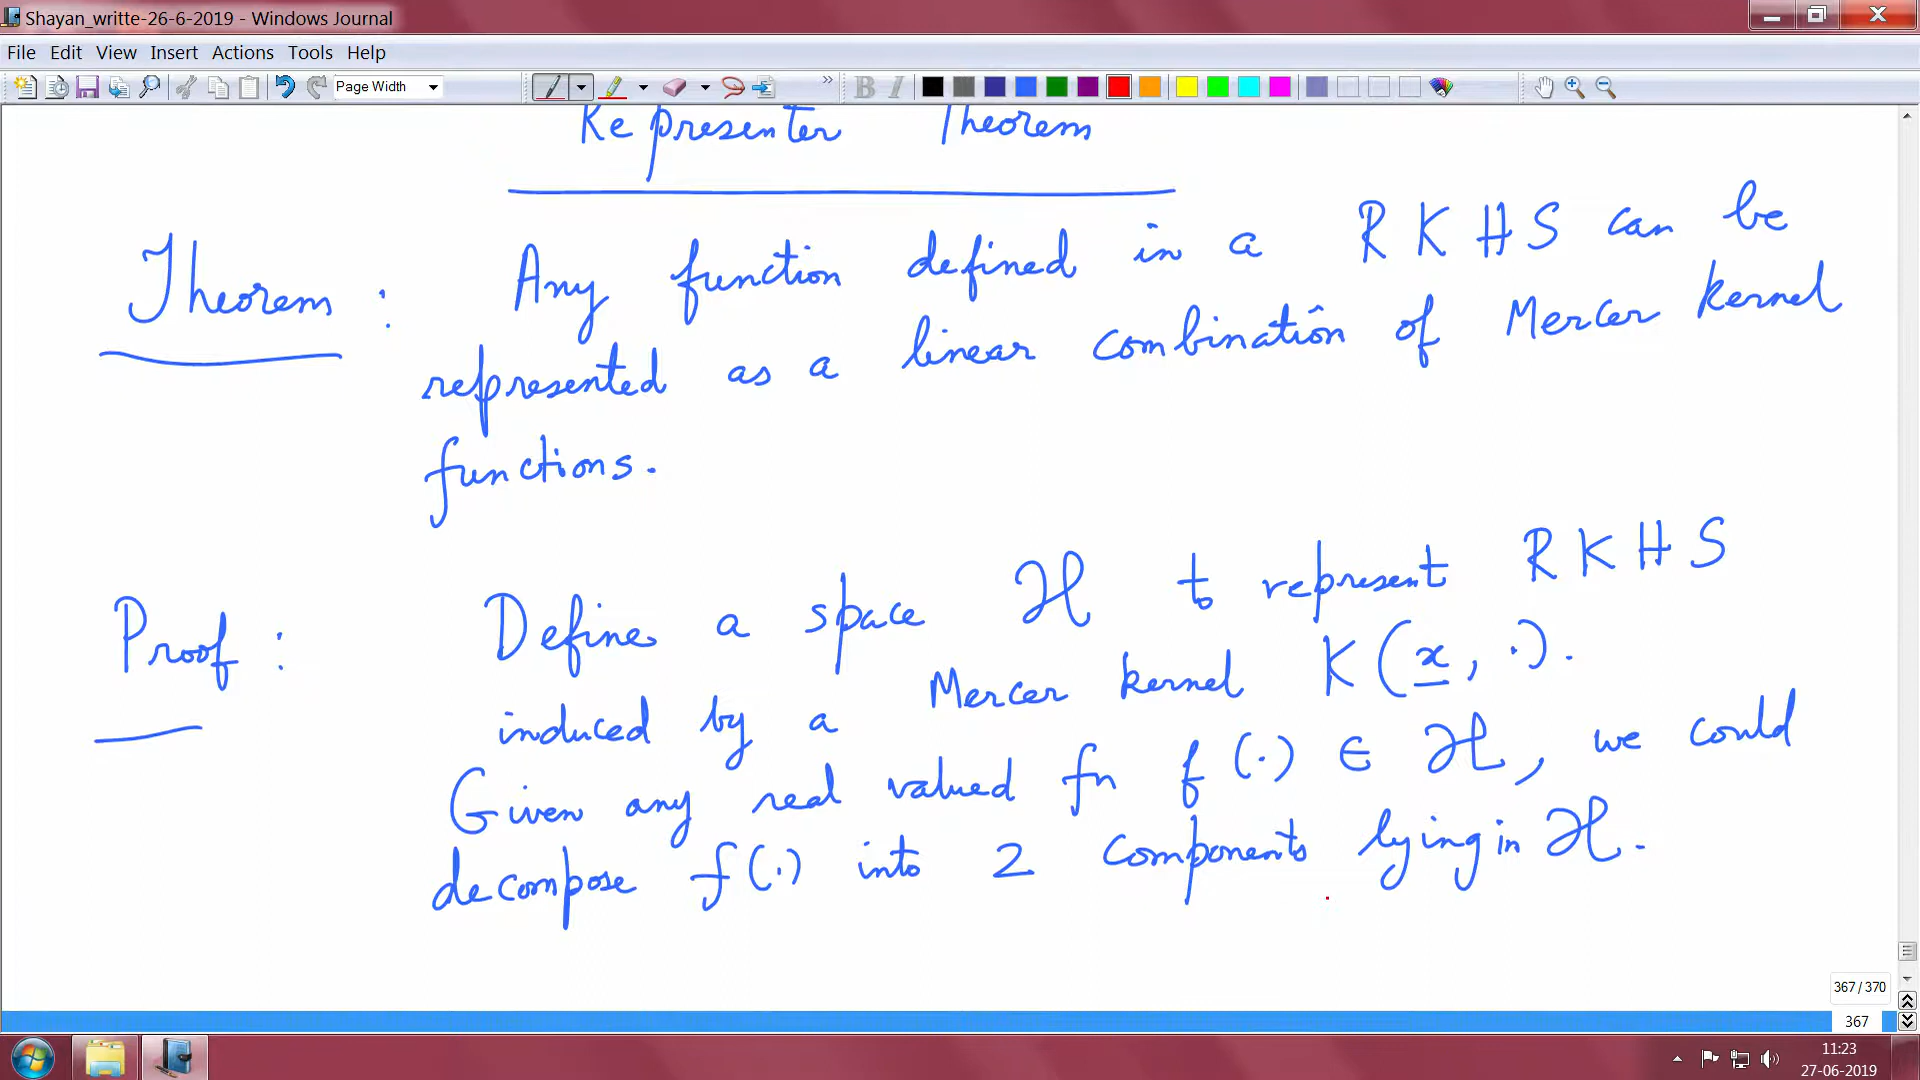 Shayan_writte-26-6-2019 - Windows Journal
File Edit View Insert Actions Tools Help
Page Width
Representer Theorem
Theorem : Any function defined in a RKHS can be
represented as a linear combination of Mercer kernel
functions.
Proof : Define a space ℋ to represent RKHS
induced by a Mercer kernel K(x, ·).
Given any real valued fn f(·) ∈ ℋ, we could
decompose f(·) into 2 components lying in ℋ.
367 / 370
367
11:23
27-06-2019